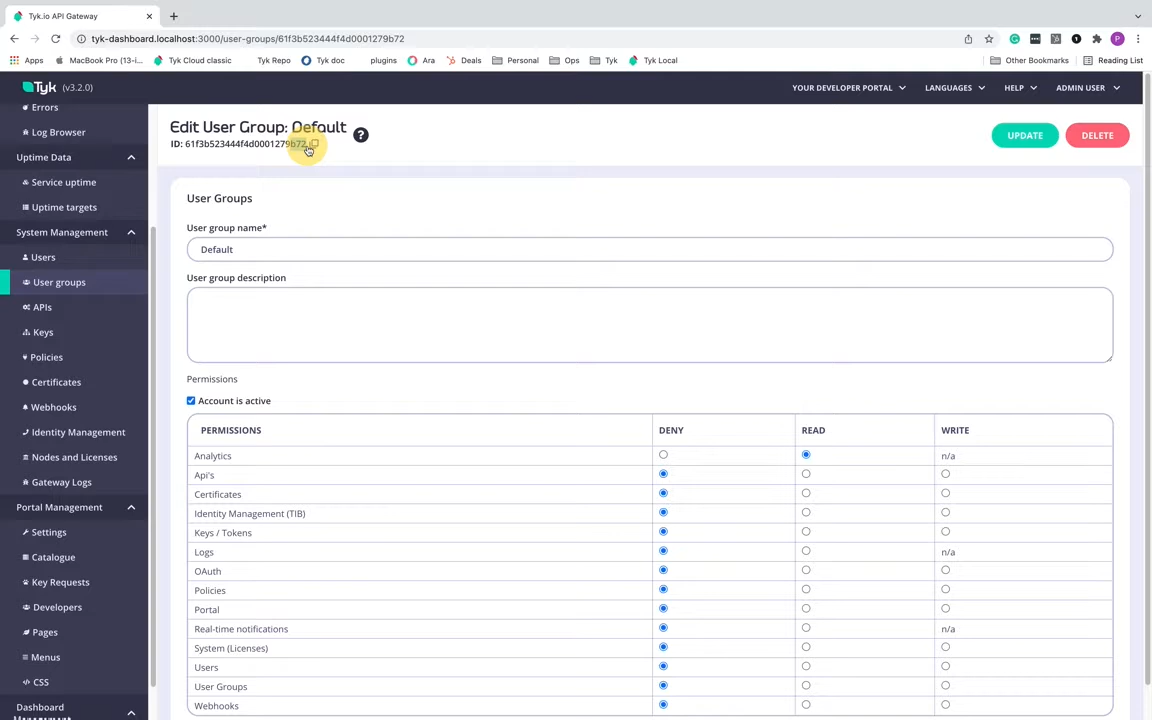 Tyk.io API Gateway
tyk-dashboard.localhost:3000/user-groups/61f3b523444f4d0001279b72
P
Apps
MacBook Pro (13-i...
Tyk Cloud classic
Tyk Repo
Tyk doc
plugins
Ara
Deals
Personal
Ops
Tyk
Tyk Local
Other Bookmarks
Reading List
Tyk (v3.2.0)
YOUR DEVELOPER PORTAL
LANGUAGES
HELP
ADMIN USER
Errors
Log Browser
Uptime Data
Service uptime
Uptime targets
System Management
Users
User groups
APIs
Keys
Policies
Certificates
Webhooks
Identity Management
Nodes and Licenses
Gateway Logs
Portal Management
Settings
Catalogue
Key Requests
Developers
Pages
Menus
CSS
Dashboard
Management
Edit User Group: Default
?
ID: 61f3b523444f4d0001279b72
UPDATE
DELETE
User Groups
User group name*
Default
User group description
Permissions
Account is active
PERMISSIONS DENY READ WRITE
Analytics n/a
Api's
Certificates
Identity Management (TIB)
Keys / Tokens
Logs n/a
OAuth
Policies
Portal
Real-time notifications n/a
System (Licenses)
Users
User Groups
Webhooks